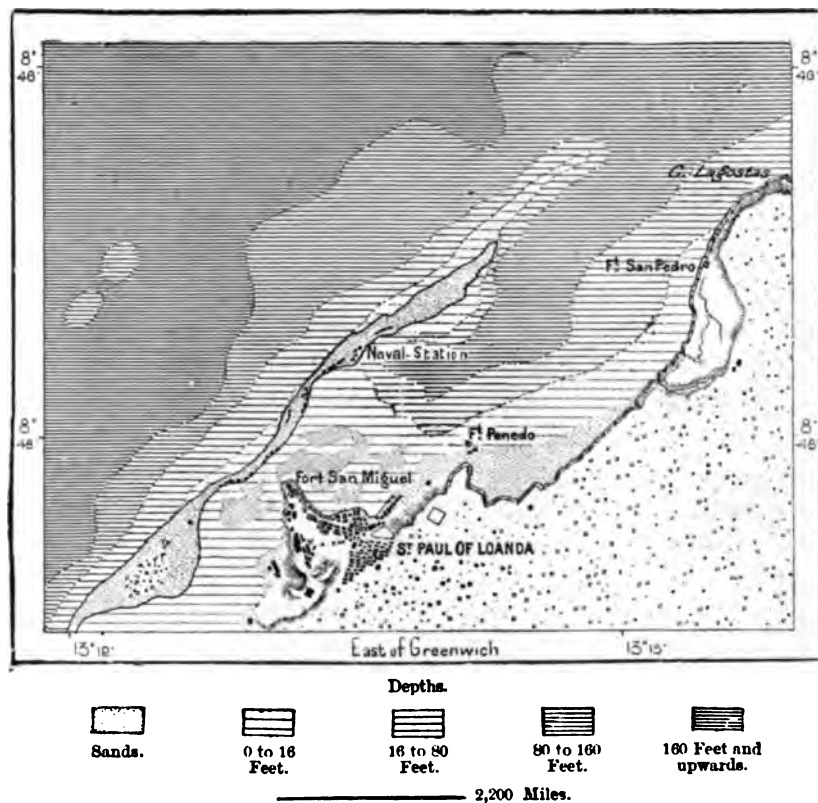 8°
48'
8°
48'
G. Lagostas
Ft. San Pedro
Naval-Station
8°
48'
Ft. Penedo
8°
48'
Fort San Miguel
ST PAUL OF LOANDA
13°12'
East of Greenwich
13°15'
Depths.
Sands.
0 to 16
Feet.
16 to 80
Feet.
80 to 160
Feet.
160 Feet and
upwards.
2,200 Miles.